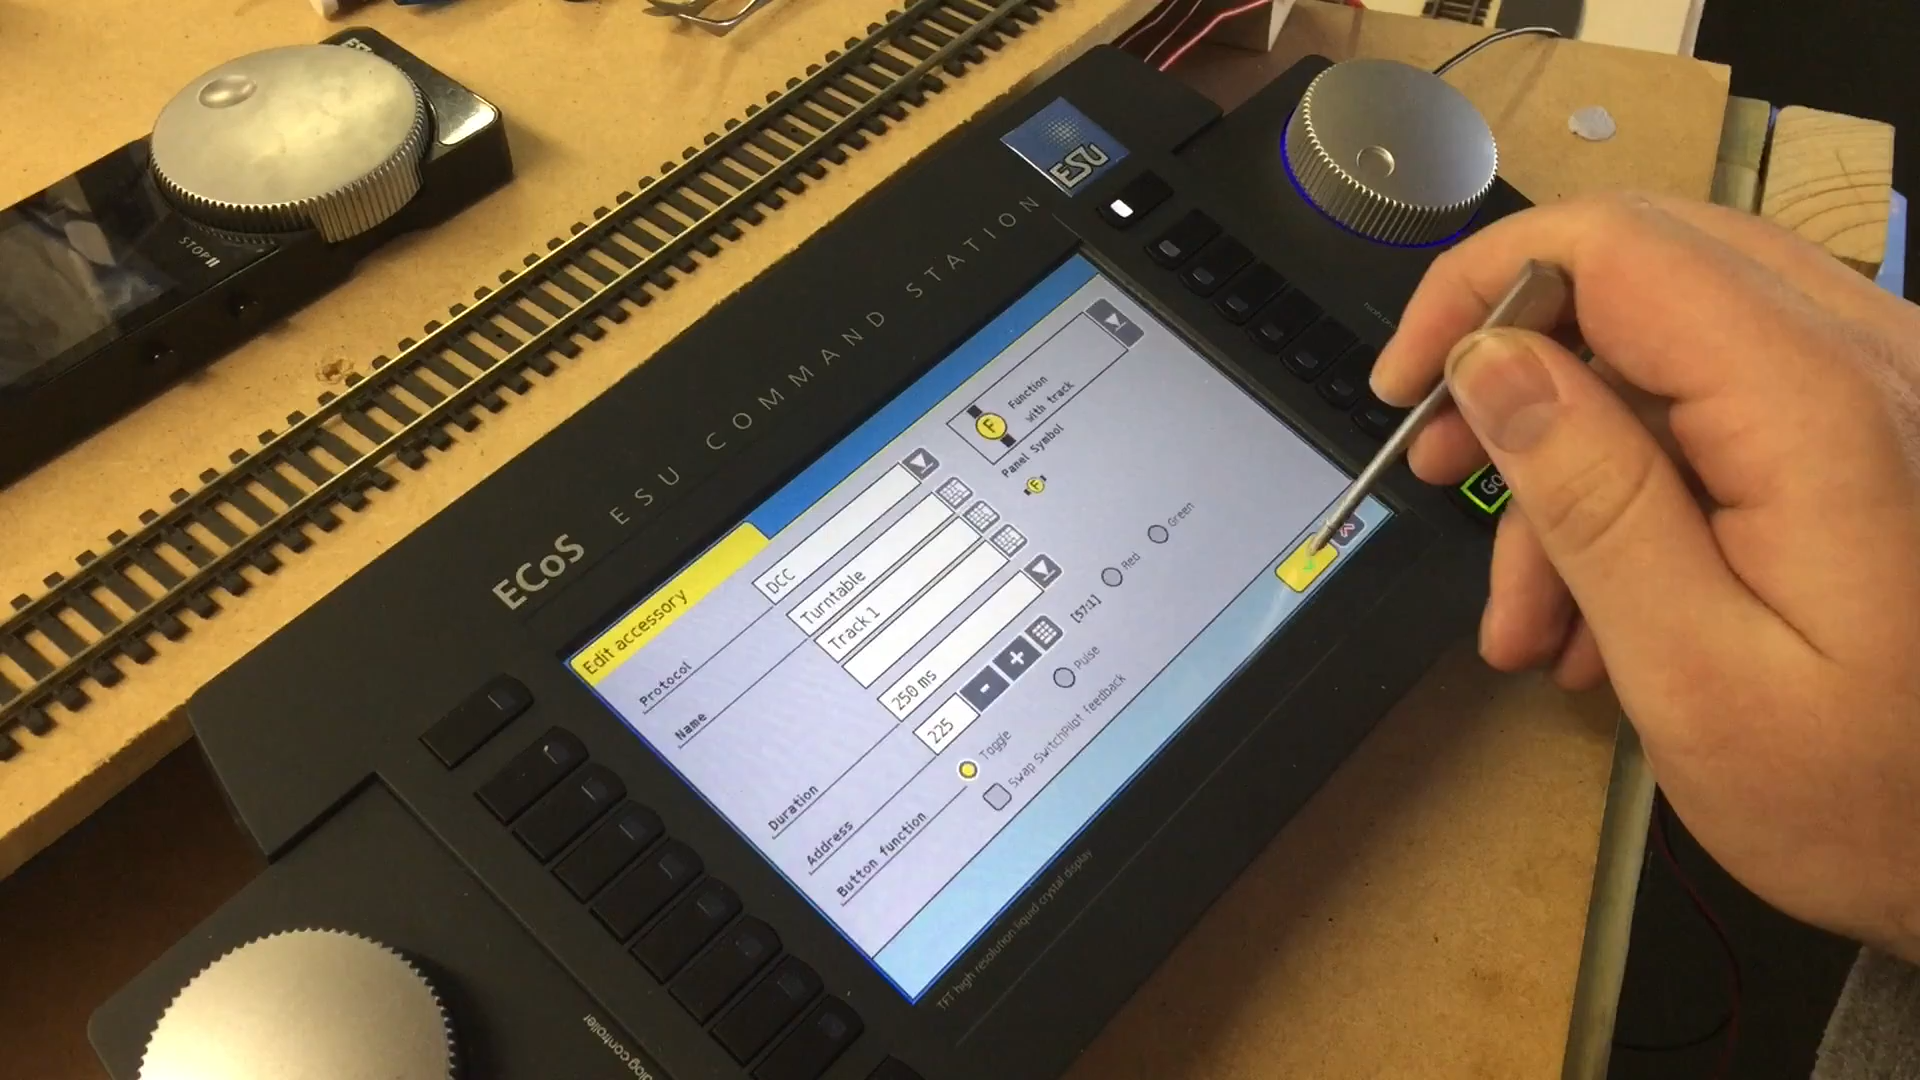 STOP
ESU
ECoS ESU COMMAND STATION
Edit accessory
Protocol
DCC
Name
Turntable
Track 1
Duration
250 ms
Address
225
[57:1]
Button function
Toggle
Pulse
Red
Green
Swap SwitchPilot feedback
Function
with track
Panel Symbol
F
F
Go
TFT high resolution liquid crystal display
controller